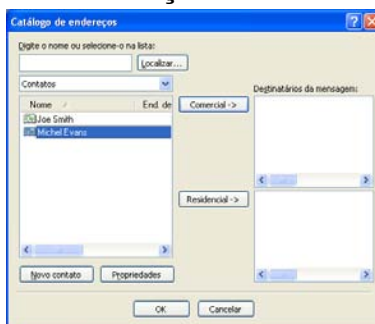 Catálogo de endereços
Digite o nome ou selecione-o na lista:
Localizar...
Contatos
Nome
End. de
Joe Smith
Michel Evans
Comercial ->
Destinatários da mensagem:
Residencial ->
Novo contato
Propriedades
OK
Cancelar